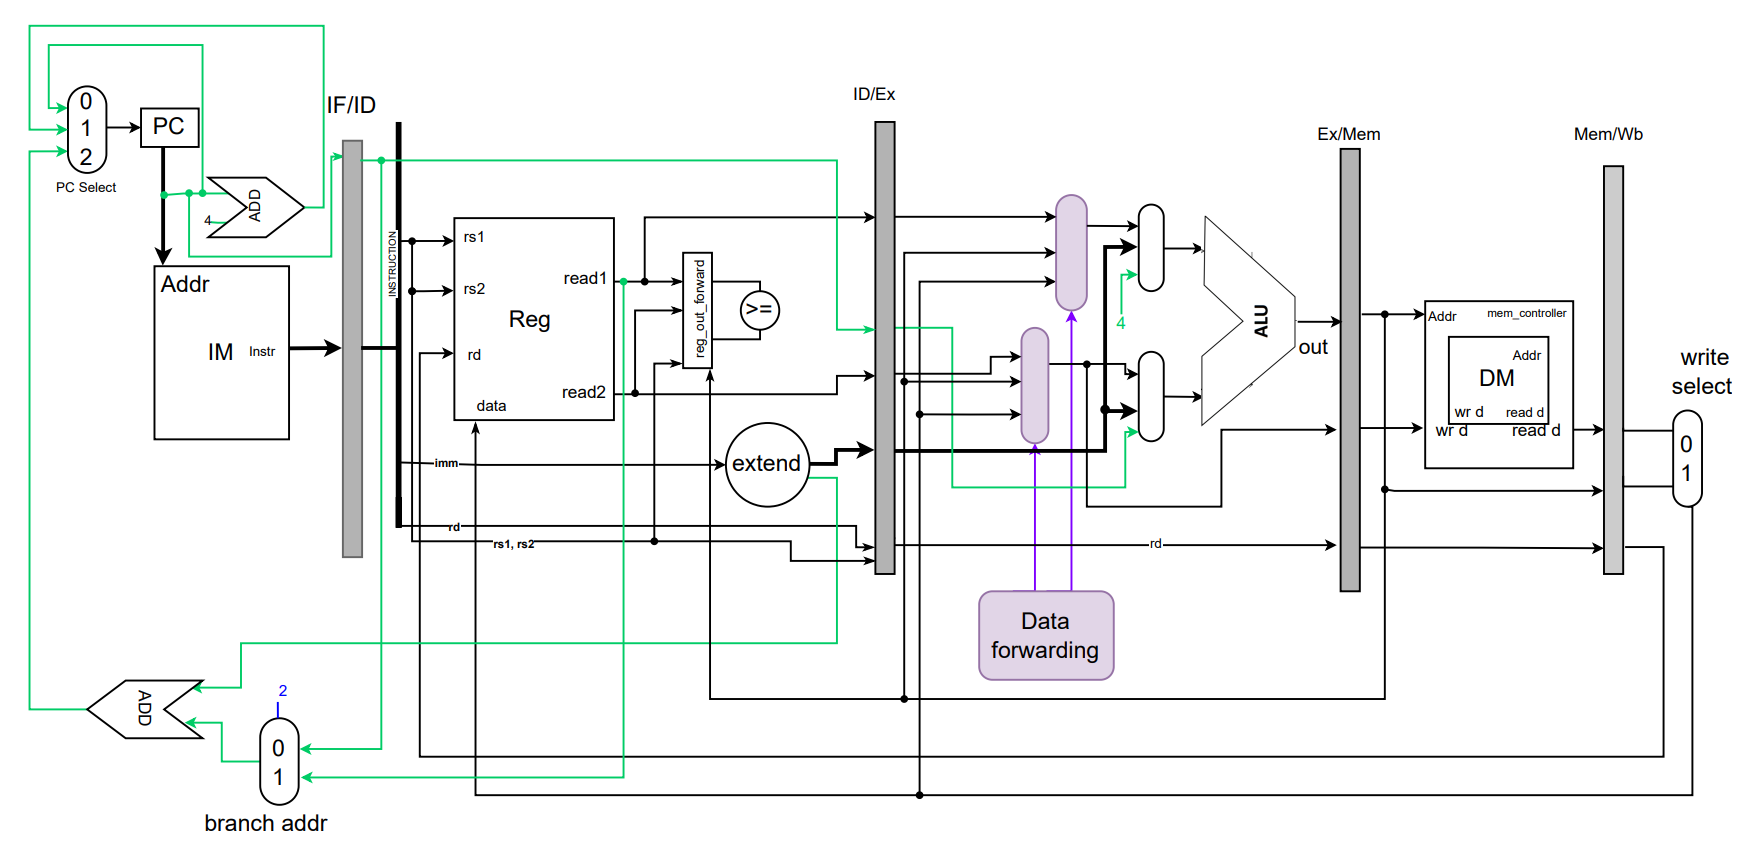 0
1
2
PC Select
PC
4
ADD
IF/ID
Addr
IM
Instr
INSTRUCTION
rs1
rs2
read1
Reg
rd
read2
data
reg_out_forward
>=
imm
extend
rd
rs1, rs2
ID/Ex
4
ALU
out
rd
Data
forwarding
Ex/Mem
Addr
mem_controller
Addr
DM
wr d
read d
wr d
read d
Mem/Wb
write
select
0
1
ADD
2
0
1
branch addr